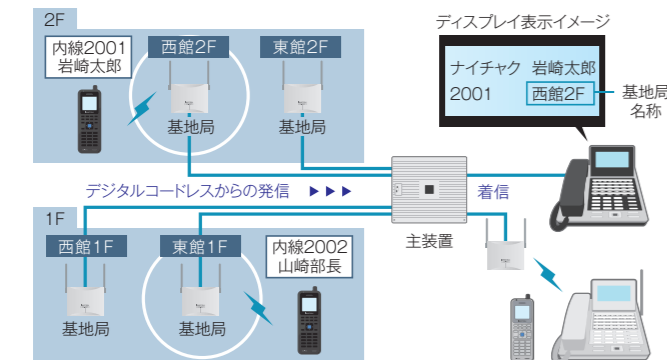 2F
ディスプレイ表示イメージ
内線2001
岩崎太郎
西館2F
東館2F
ナイチャク 岩崎太郎
2001 西館2F
基地局
名称
基地局
基地局
デジタルコードレスからの発信 ▶▶▶
着信
主装置
1F
西館1F
東館1F
内線2002
山崎部長
基地局
基地局